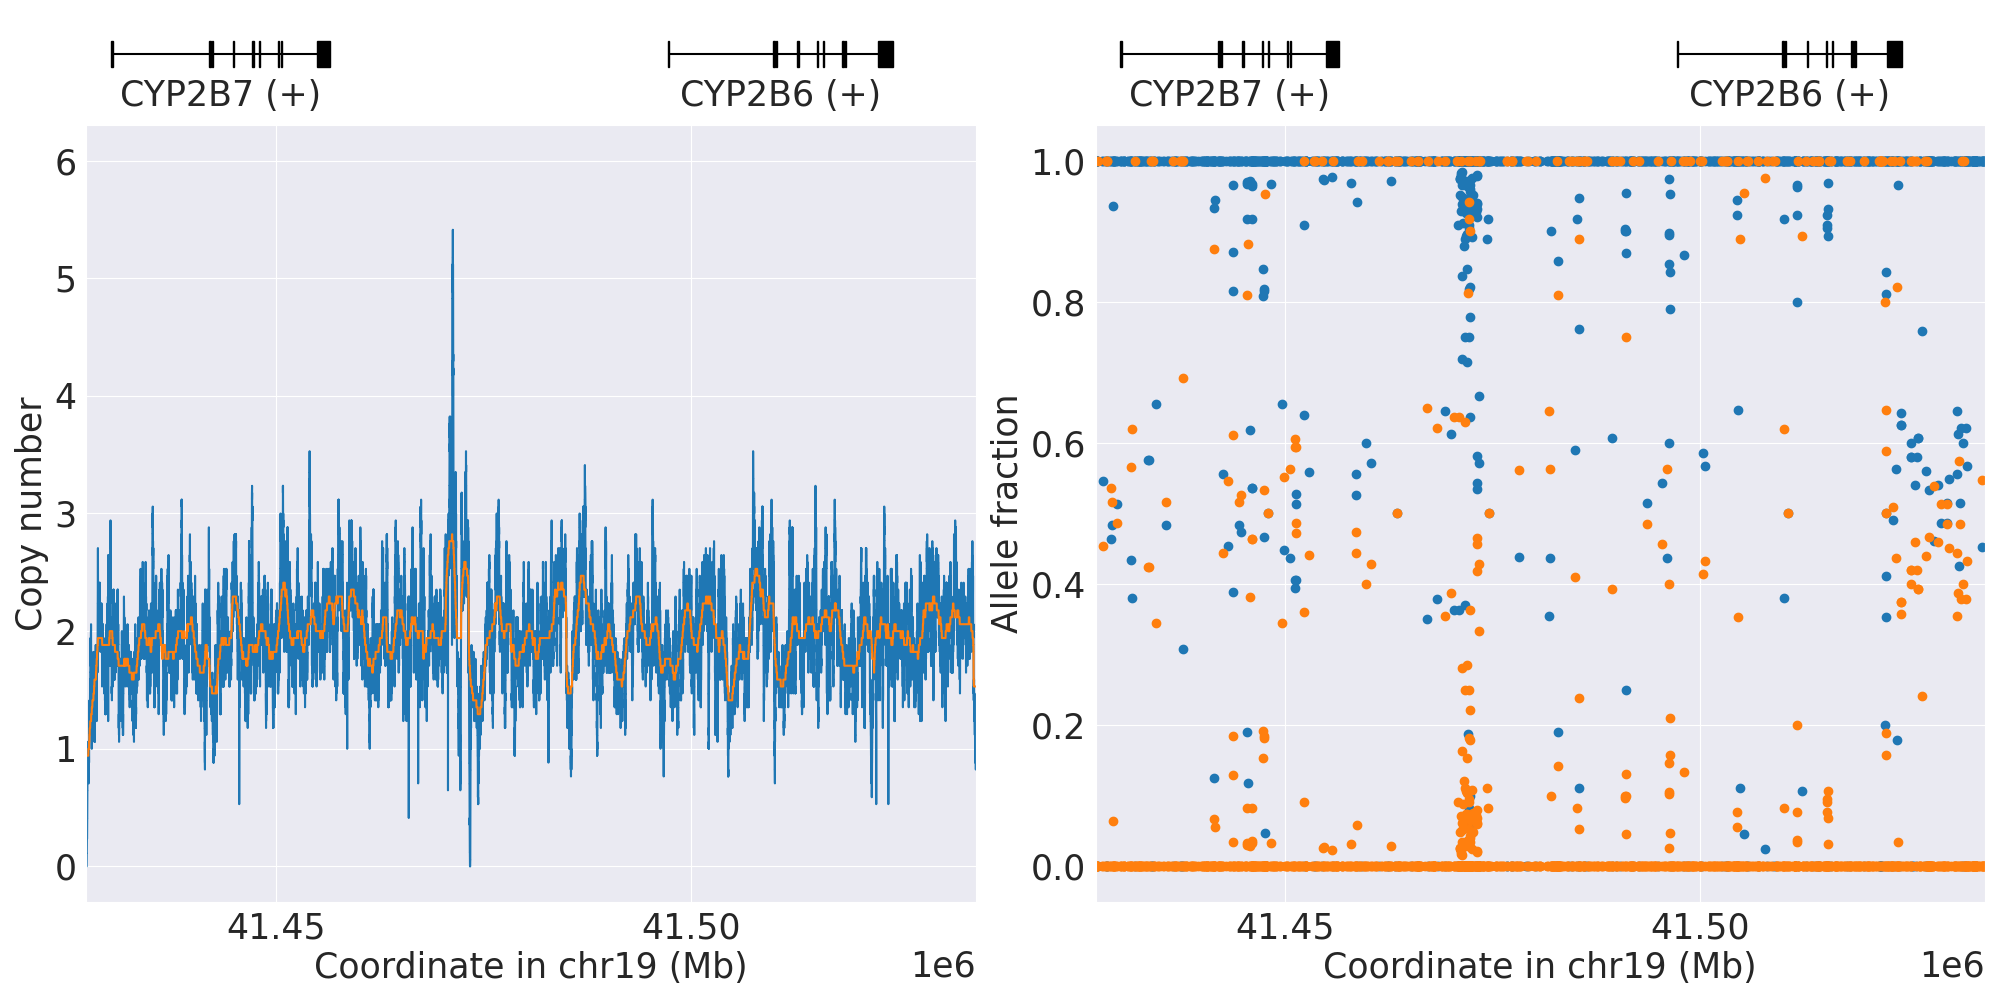 CYP2B7 (+)
CYP2B6 (+)
CYP2B7 (+)
CYP2B6 (+)
Copy number
6
5
4
3
2
1
0
41.45
41.50
Coordinate in chr19 (Mb)
1e6
Allele fraction
1.0
0.8
0.6
0.4
0.2
0.0
41.45
41.50
Coordinate in chr19 (Mb)
1e6